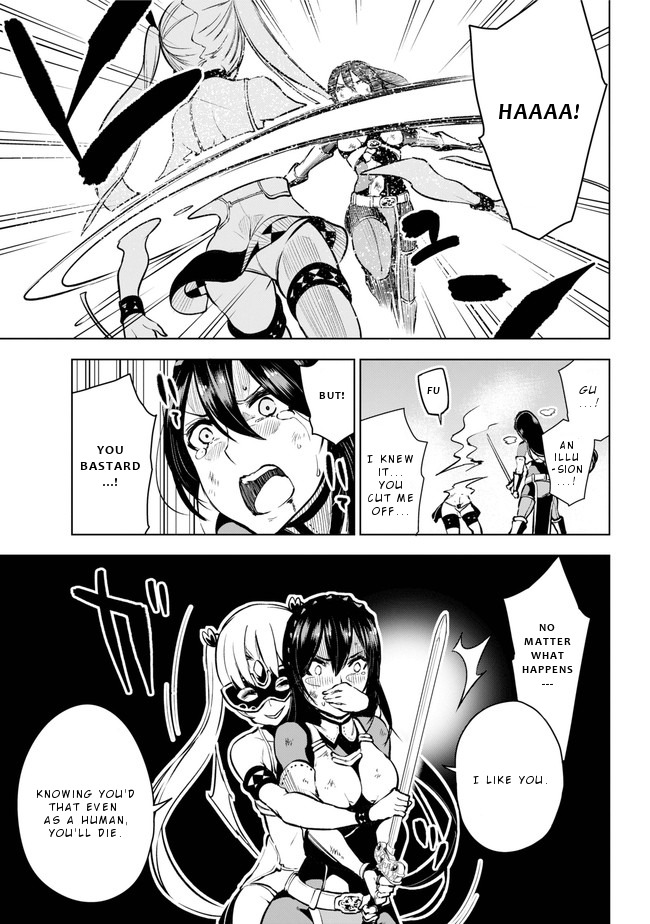 HAAAA!
GU
...!
AN
ILLU
-SION
...!
FU
I KNEW
IT...
YOU
CUT ME
OFF...
BUT!
YOU
BASTARD
...!
NO
MATTER
WHAT
HAPPENS
---
I LIKE YOU.
ガ
KNOWING YOU'D
THAT EVEN
AS A HUMAN,
YOU'LL DIE.